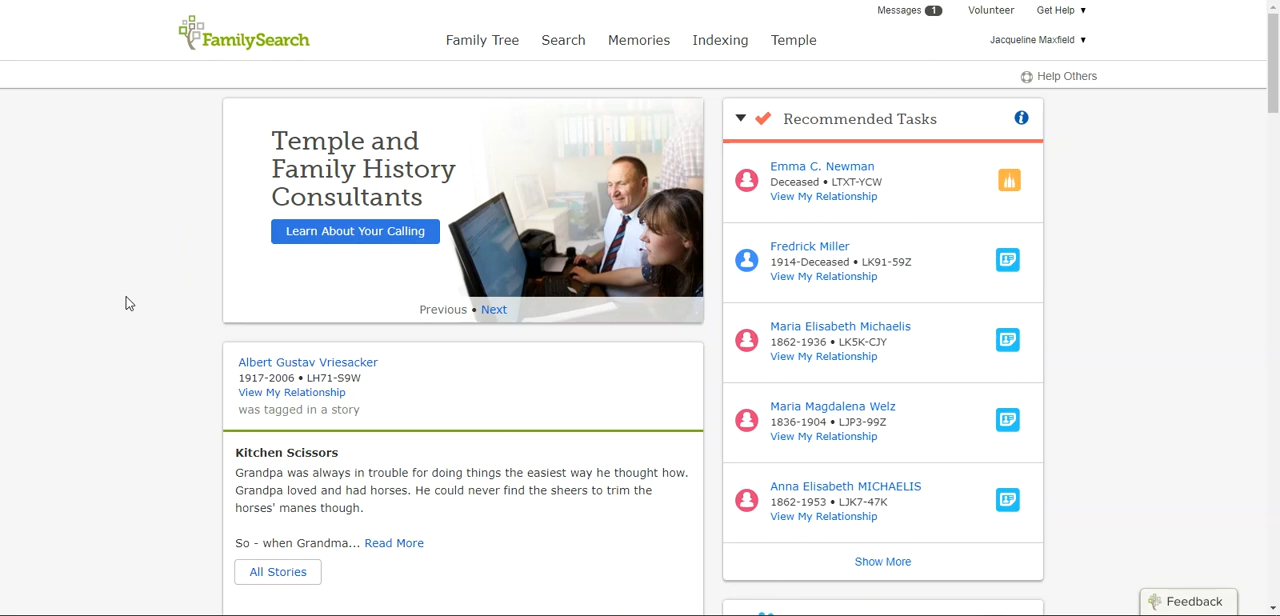 Messages 1 Volunteer Get Help ▼
FamilySearch
Family Tree Search Memories Indexing Temple
Jacqueline Maxfield ▼
Help Others
Temple and
Family History
Consultants
Learn About Your Calling
Previous • Next
Albert Gustav Vriesacker
1917-2006 • LH71-S9W
View My Relationship
was tagged in a story
Kitchen Scissors
Grandpa was always in trouble for doing things the easiest way he thought how.
Grandpa loved and had horses. He could never find the sheers to trim the
horses' manes though.
So - when Grandma... Read More
All Stories
▼ Recommended Tasks i
Emma C. Newman
Deceased • LTXT-YCW
View My Relationship
Fredrick Miller
1914-Deceased • LK91-59Z
View My Relationship
Maria Elisabeth Michaelis
1862-1936 • LK5K-CJY
View My Relationship
Maria Magdalena Welz
1836-1904 • LJP3-99Z
View My Relationship
Anna Elisabeth MICHAELIS
1862-1953 • LJK7-47K
View My Relationship
Show More
Feedback